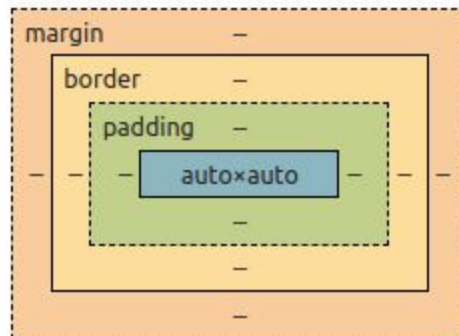 margin –
border –
padding –
– – – auto×auto – – –
–
–
–